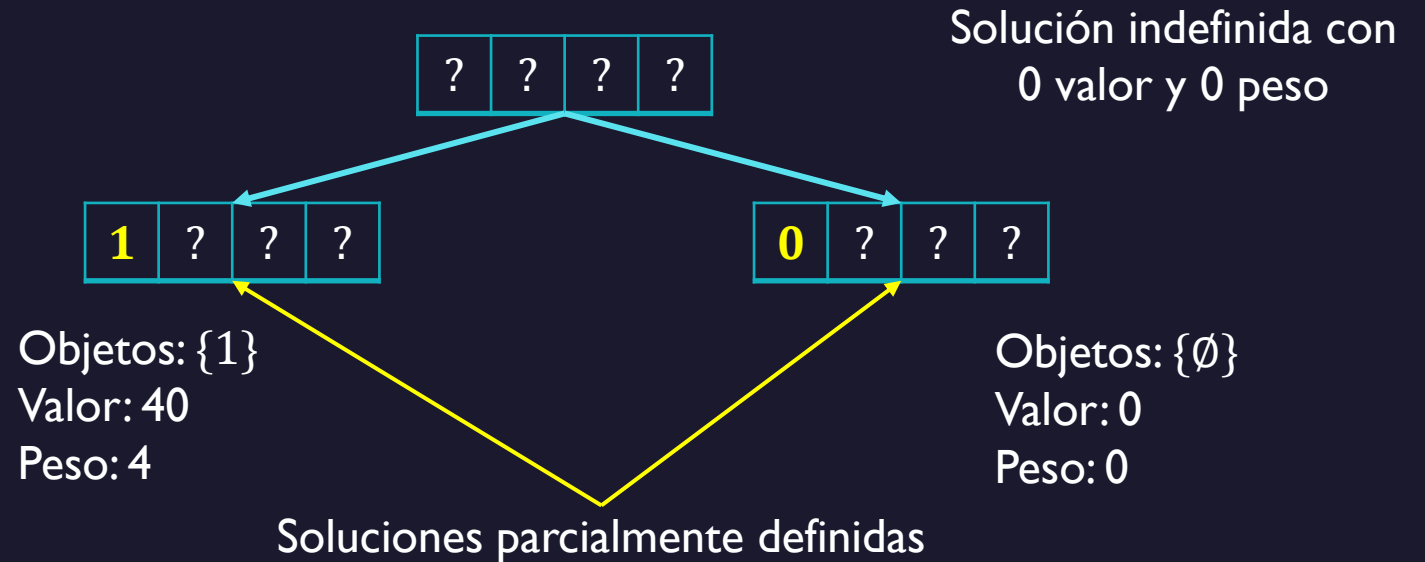 Solución indefinida con
0 valor y 0 peso
? ? ? ?
1 ? ? ?
0 ? ? ?
Objetos: {1}
Valor: 40
Peso: 4
Objetos: {∅}
Valor: 0
Peso: 0
Soluciones parcialmente definidas